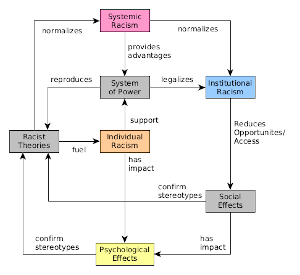 Systemic
Racism
normalizes
normalizes
provides
advantages
System
of Power
reproduces
legalizes
Institutional
Racism
support
Reduces
Opportunites/
Access
Racist
Theories
fuel
Individual
Racism
has
impact
confirm
stereotypes
Social
Effects
confirm
stereotypes
has
impact
Psychological
Effects